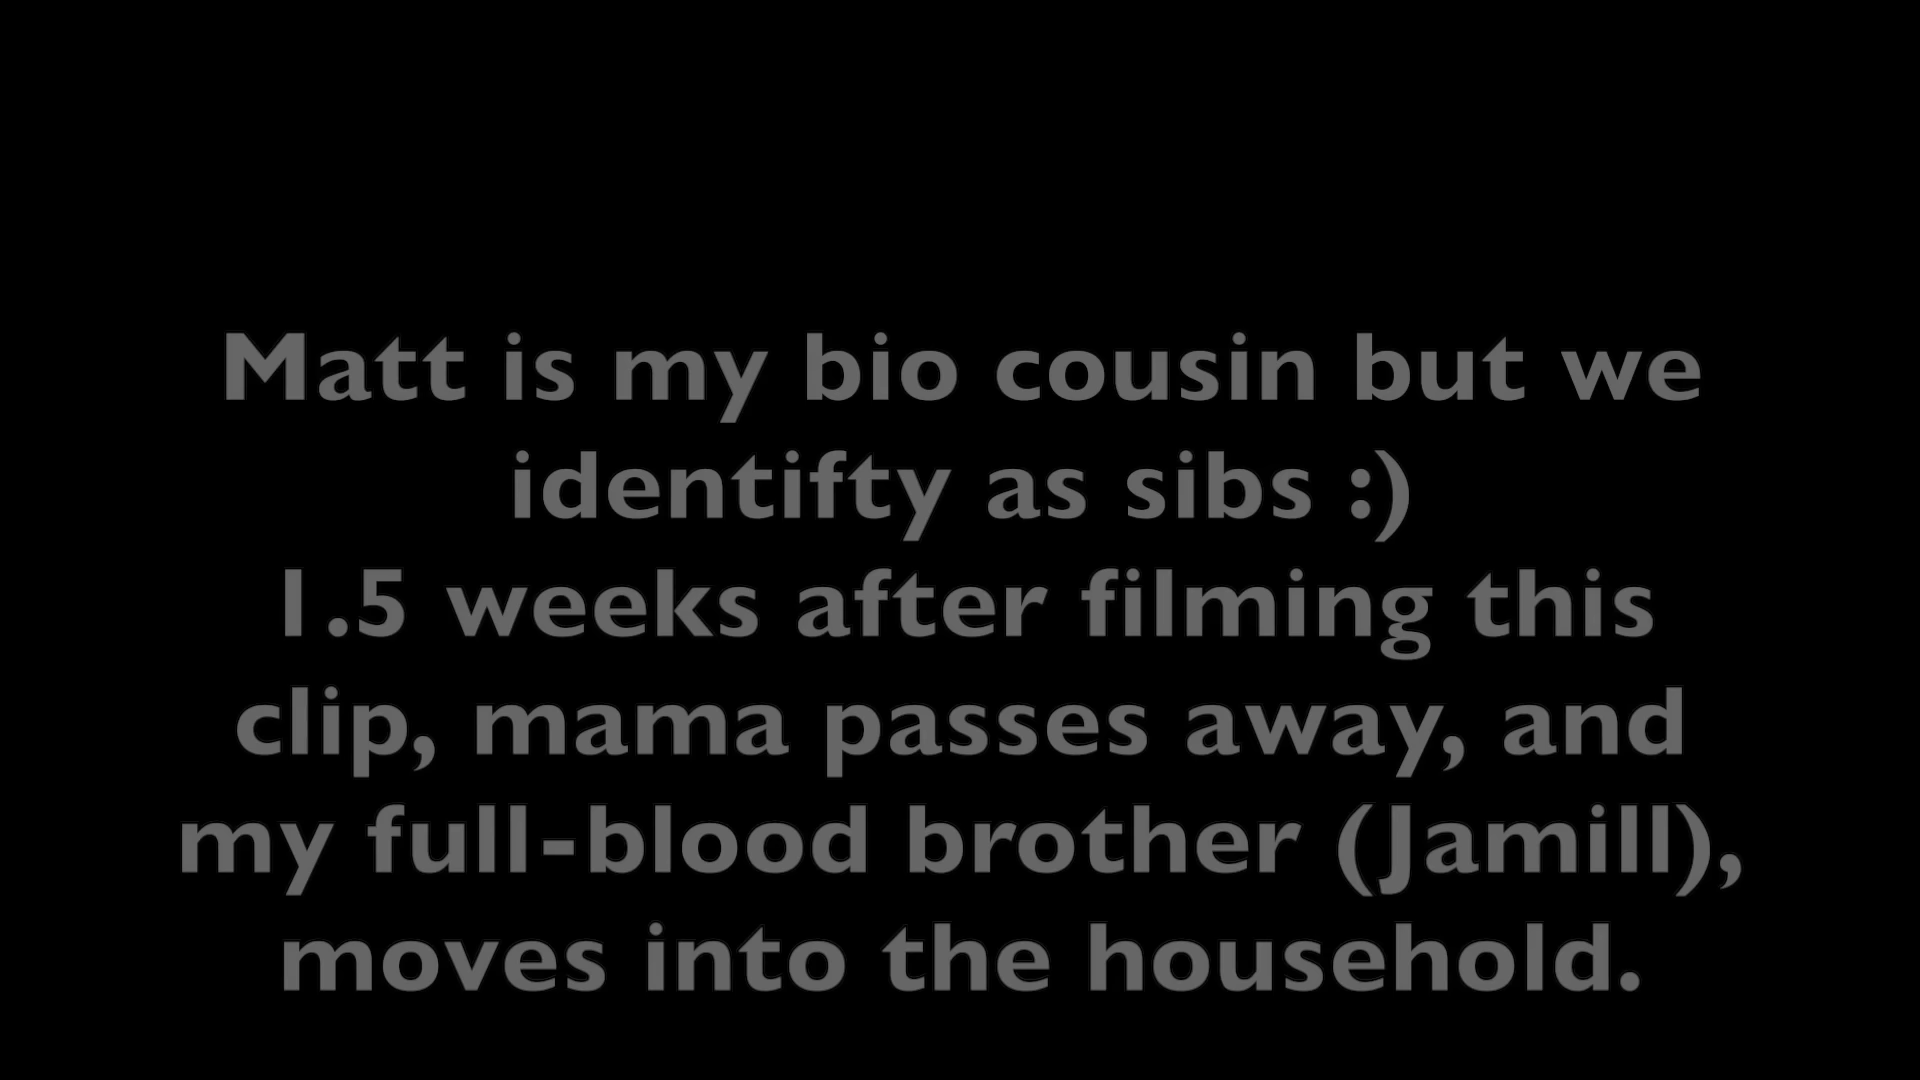 Matt is my bio cousin but we
identifty as sibs :)
1.5 weeks after filming this
clip, mama passes away, and
my full-blood brother (Jamill),
moves into the household.